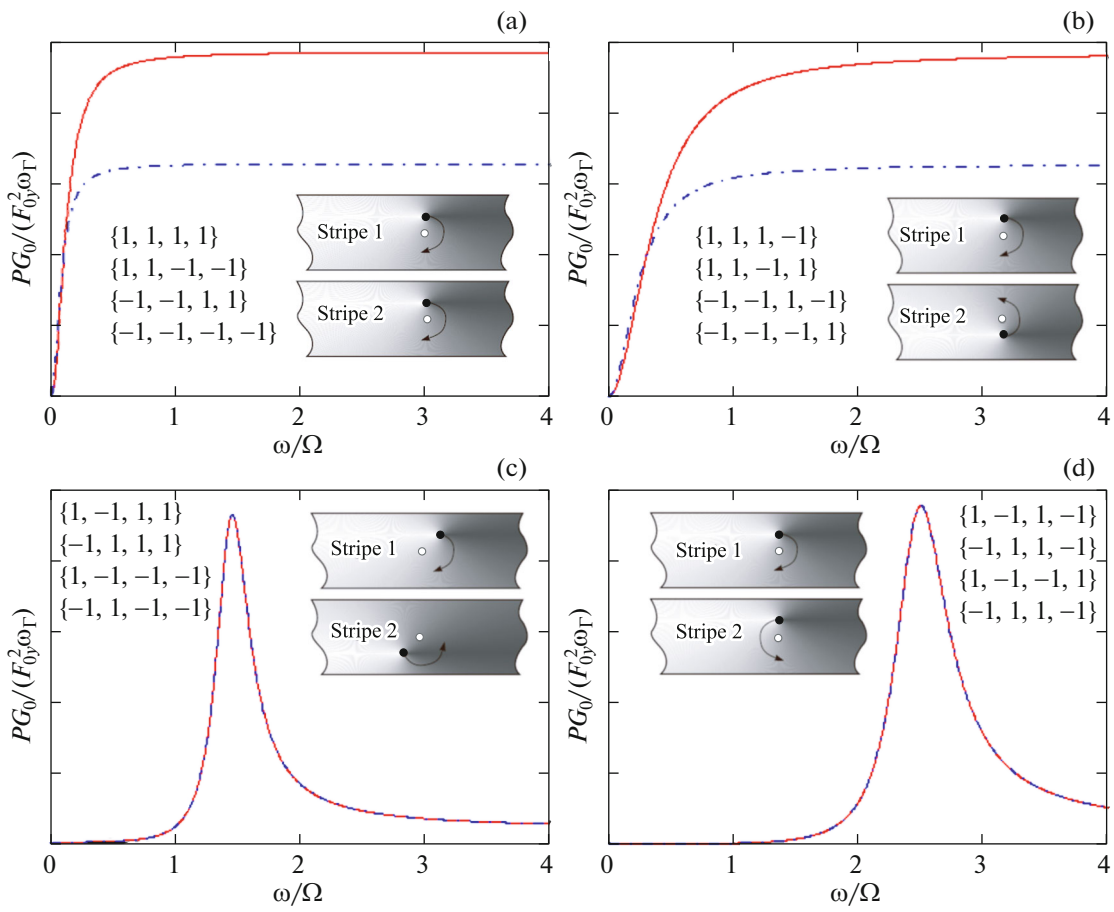 (a)
PG₀/(F²₀yω_Γ)
{1, 1, 1, 1}
{1, 1, −1, −1}
{−1, −1, 1, 1}
{−1, −1, −1, −1}
Stripe 1
Stripe 2
0 1 2 3 4
ω/Ω
(b)
PG₀/(F²₀yω_Γ)
{1, 1, 1, −1}
{1, 1, −1, 1}
{−1, −1, 1, −1}
{−1, −1, −1, 1}
Stripe 1
Stripe 2
0 1 2 3 4
ω/Ω
(c)
PG₀/(F²₀yω_Γ)
{1, −1, 1, 1}
{−1, 1, 1, 1}
{1, −1, −1, −1}
{−1, 1, −1, −1}
Stripe 1
Stripe 2
0 1 2 3 4
ω/Ω
(d)
PG₀/(F²₀yω_Γ)
Stripe 1
Stripe 2
{1, −1, 1, −1}
{−1, 1, 1, −1}
{1, −1, −1, 1}
{−1, 1, 1, −1}
0 1 2 3 4
ω/Ω